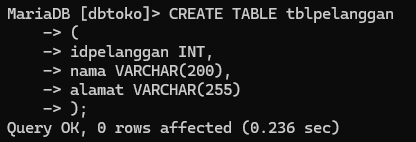 MariaDB [dbtoko]> CREATE TABLE tblpelanggan
    -> (
    -> idpelanggan INT,
    -> nama VARCHAR(200),
    -> alamat VARCHAR(255)
    -> );
Query OK, 0 rows affected (0.236 sec)